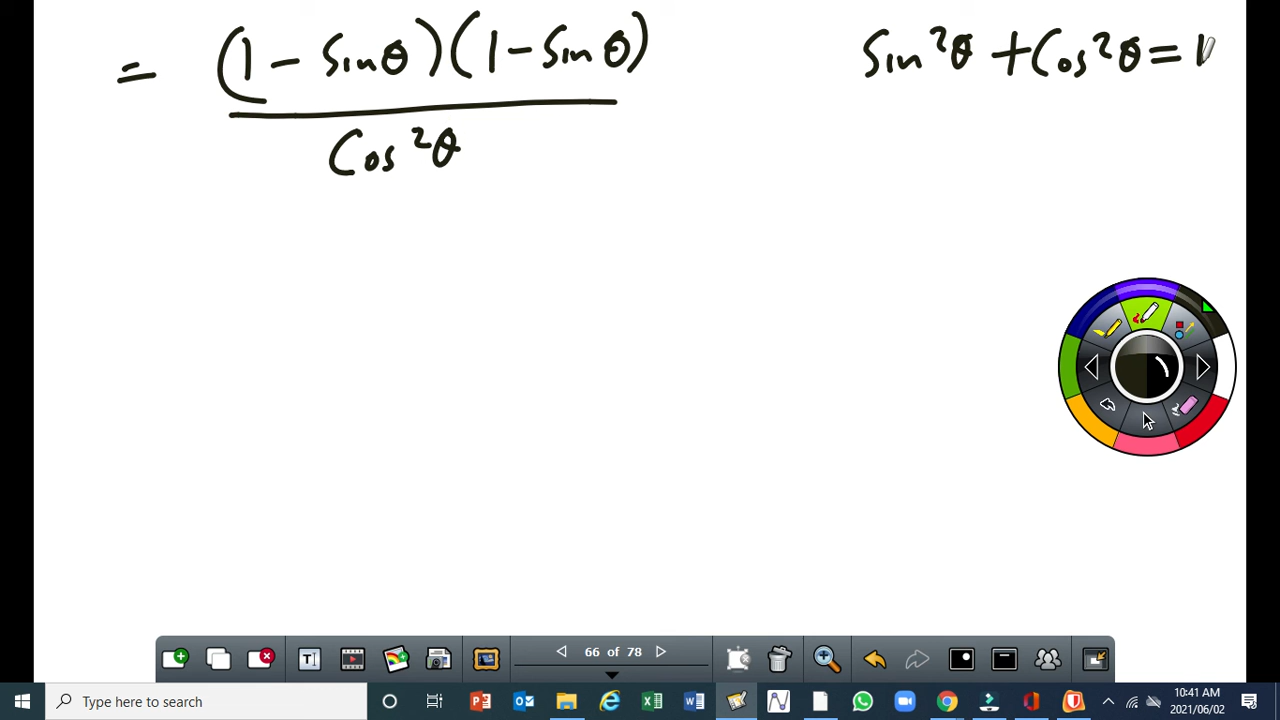 = (1 - Sinθ)(1 - Sinθ)
Cos²θ
Sin²θ + Cos²θ = 1
66 of 78
Type here to search
10:41 AM
2021/06/02